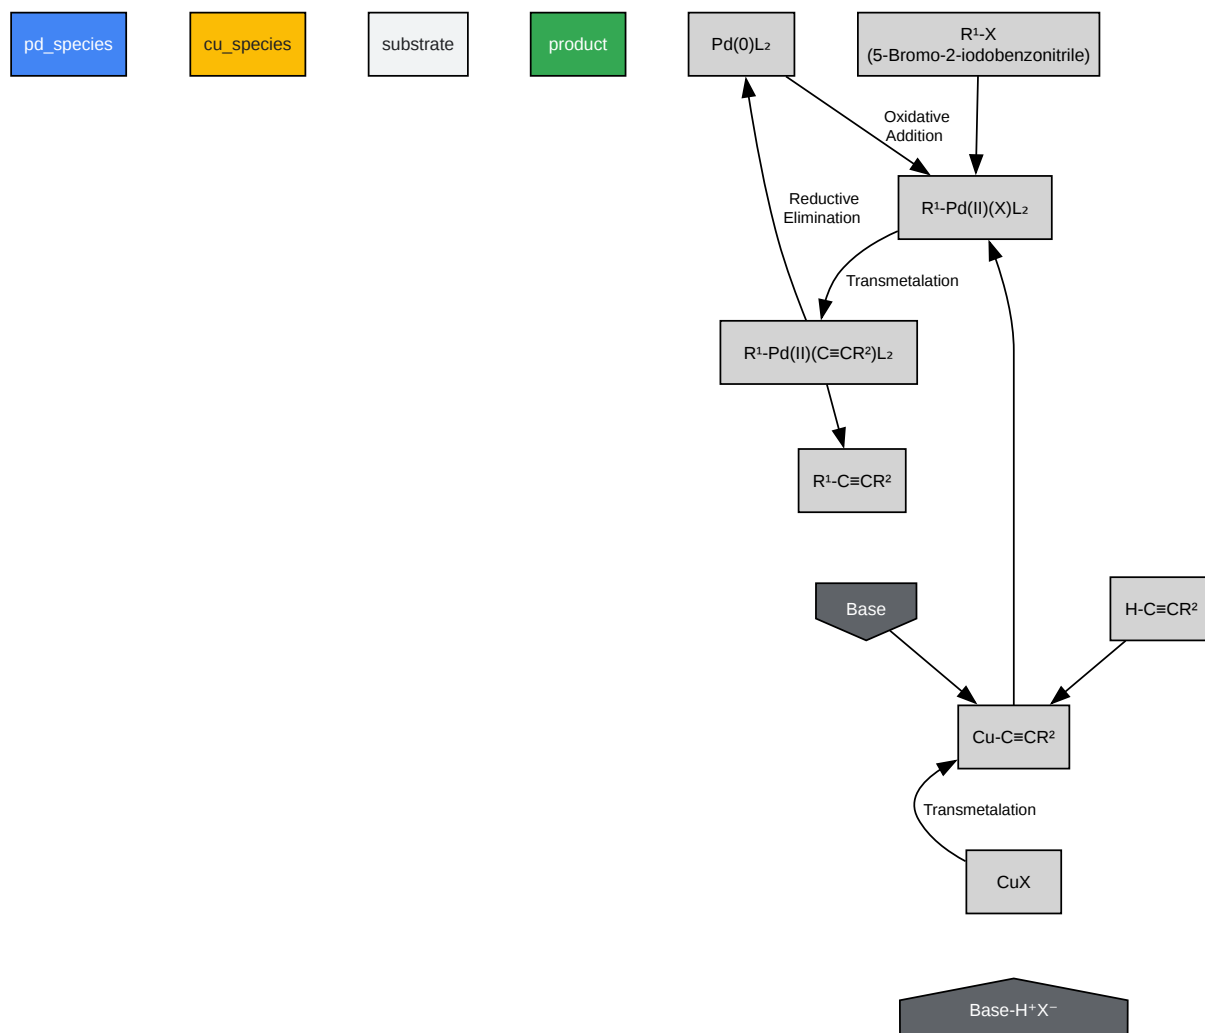 pd_species
cu_species
substrate
product
Pd(0)L₂
R¹-X
(5-Bromo-2-iodobenzonitrile)
Oxidative
Addition
Reductive
Elimination
R¹-Pd(II)(X)L₂
Transmetalation
R¹-Pd(II)(C≡CR²)L₂
R¹-C≡CR²
Base
H-C≡CR²
Cu-C≡CR²
Transmetalation
CuX
Base-H⁺X⁻